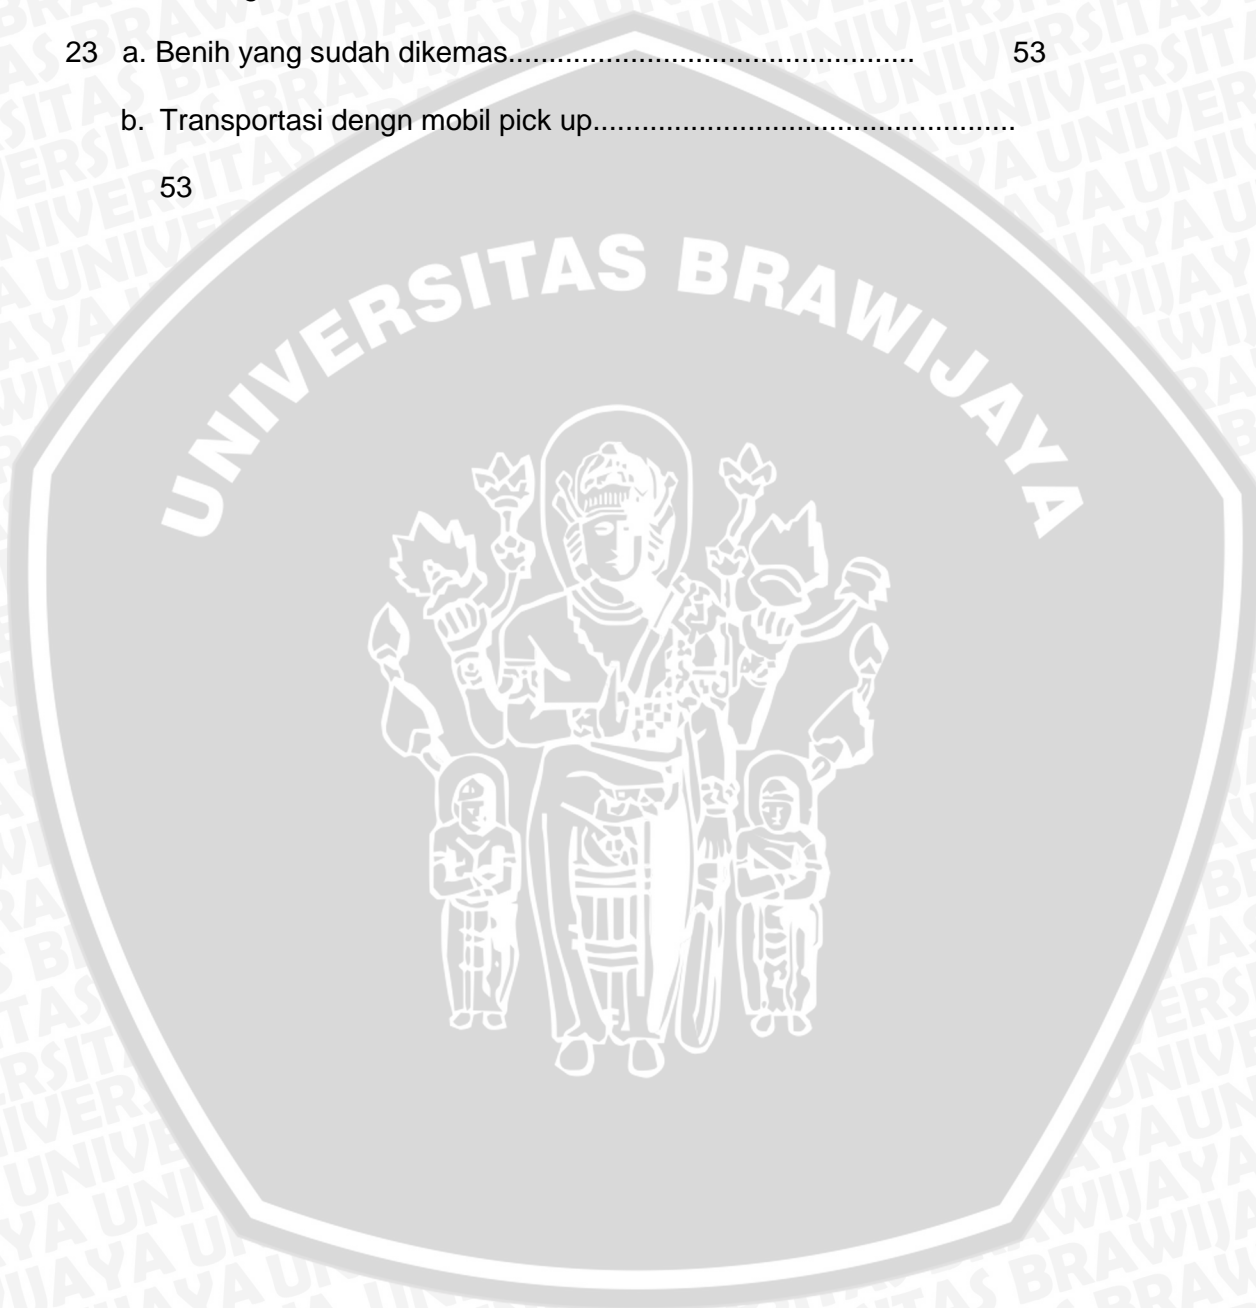 23 a. Benih yang sudah dikemas.................................................. 53
b. Transportasi dengn mobil pick up....................................................
53
UNIVERSITAS BRAWIJAYA